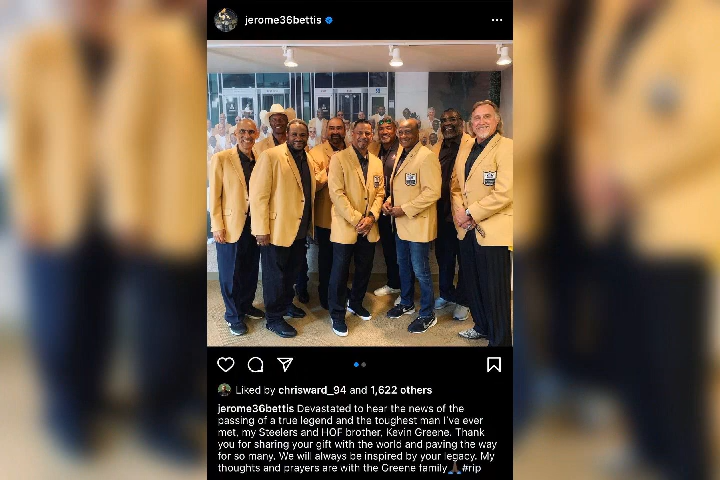 jerome36bettis
Liked by chrisward_94 and 1,622 others
jerome36bettis Devastated to hear the news of the
passing of a true legend and the toughest man I've ever
met, my Steelers and HOF brother, Kevin Greene. Thank
you for sharing your gift with the world and paving the way
for so many. We will always be inspired by your legacy. My
thoughts and prayers are with the Greene family🙏🏾#rip